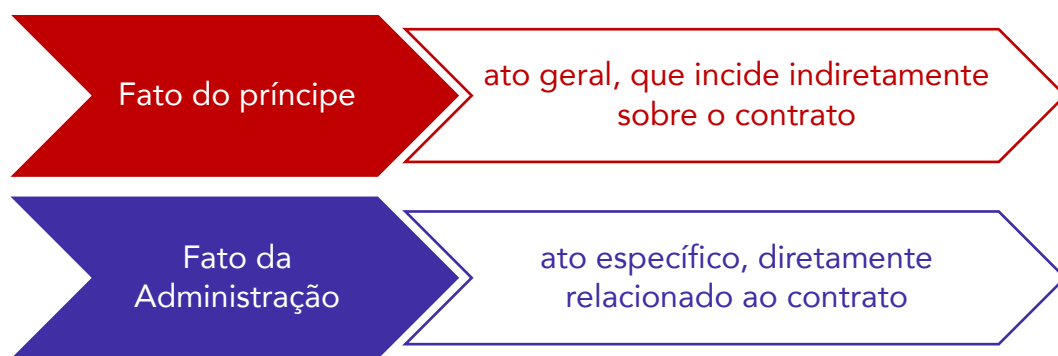 Fato do príncipe
ato geral, que incide indiretamente
sobre o contrato
Fato da
Administração
ato específico, diretamente
relacionado ao contrato